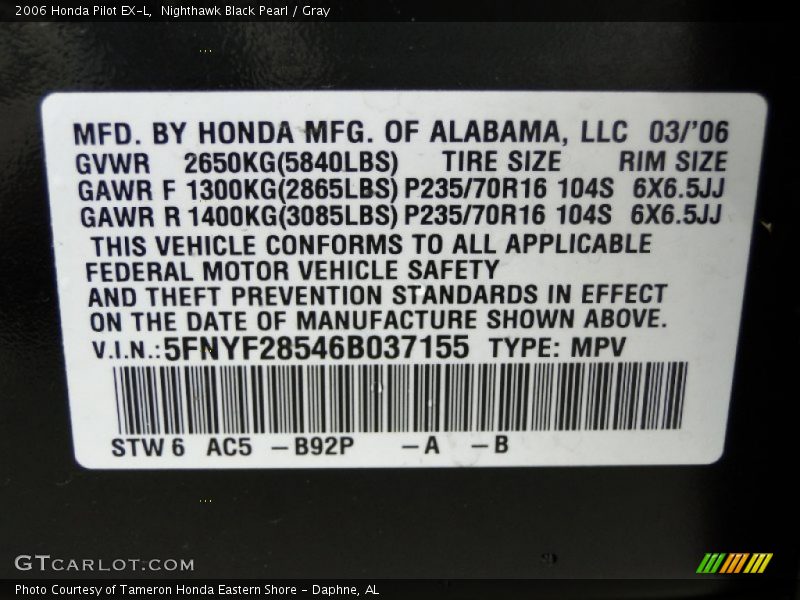 2006 Honda Pilot EX-L, Nighthawk Black Pearl / Gray
MFD. BY HONDA MFG. OF ALABAMA, LLC 03/'06
GVWR 2650KG(5840LBS) TIRE SIZE RIM SIZE
GAWR F 1300KG(2865LBS) P235/70R16 104S 6X6.5JJ
GAWR R 1400KG(3085LBS) P235/70R16 104S 6X6.5JJ
THIS VEHICLE CONFORMS TO ALL APPLICABLE
FEDERAL MOTOR VEHICLE SAFETY
AND THEFT PREVENTION STANDARDS IN EFFECT
ON THE DATE OF MANUFACTURE SHOWN ABOVE.
V.I.N.:5FNYF28546B037155 TYPE: MPV
STW6 AC5 –B92P –A –B
GTCARLOT.COM
Photo Courtesy of Tameron Honda Eastern Shore – Daphne, AL